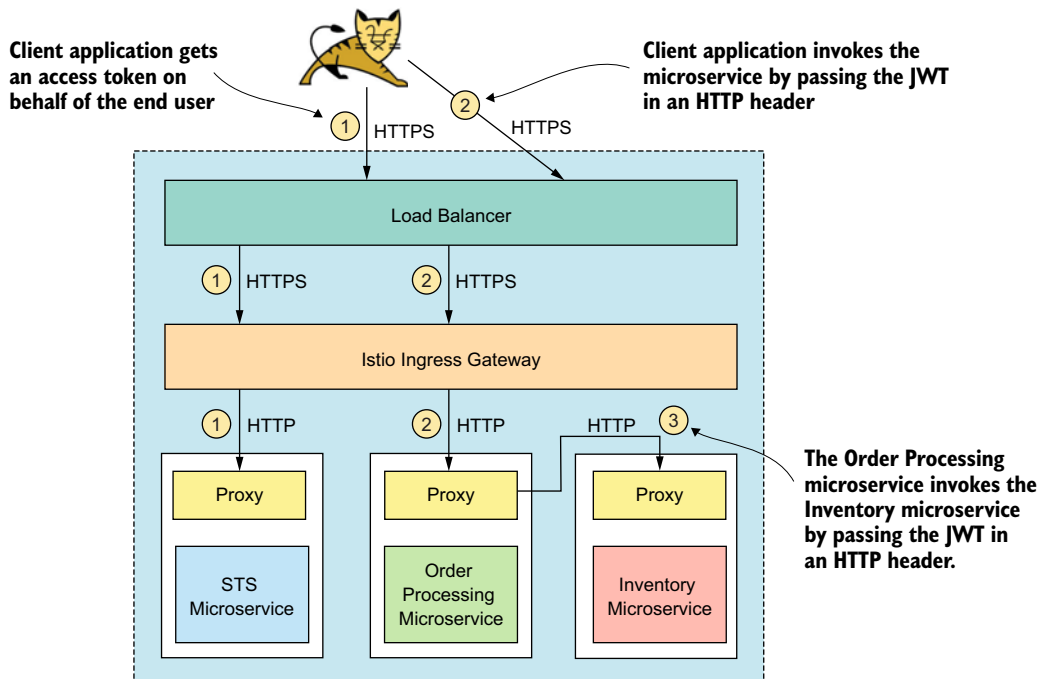 Client application gets
an access token on
behalf of the end user
Client application invokes the
microservice by passing the JWT
in an HTTP header
1
HTTPS
2
HTTPS
Load Balancer
1
HTTPS
2
HTTPS
Istio Ingress Gateway
1
HTTP
2
HTTP
HTTP
3
Proxy
Proxy
Proxy
STS
Microservice
Order
Processing
Microservice
Inventory
Microservice
The Order Processing
microservice invokes the
Inventory microservice
by passing the JWT in
an HTTP header.